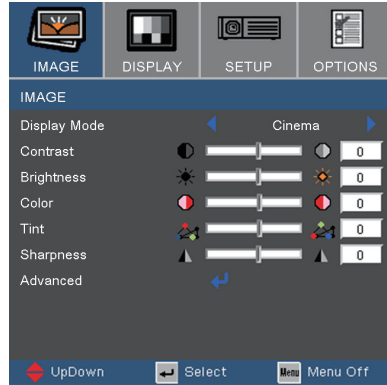 IMAGE DISPLAY SETUP OPTIONS
IMAGE
Display Mode Cinema
Contrast 0
Brightness 0
Color 0
Tint 0
Sharpness 0
Advanced
UpDown Select Menu Menu Off